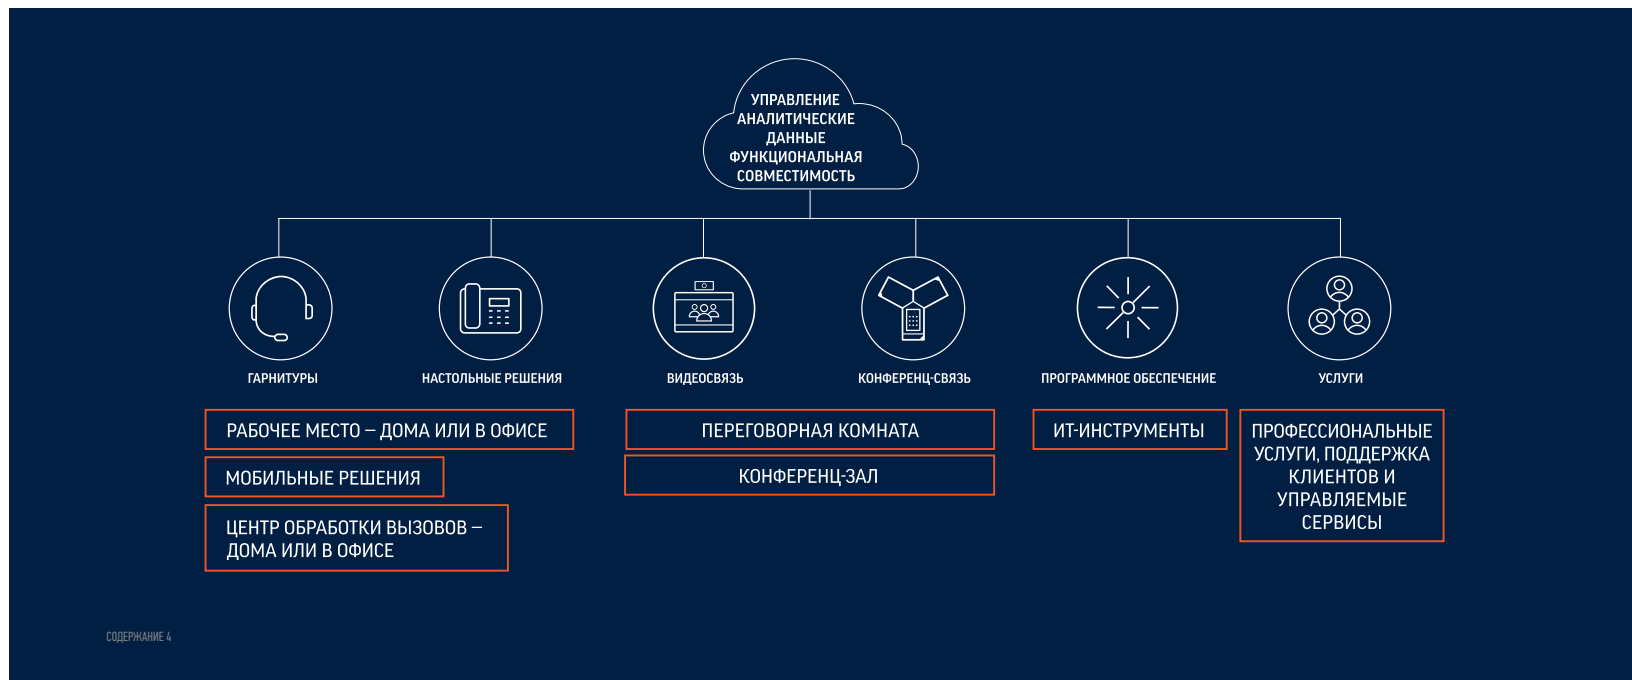 УПРАВЛЕНИЕ
АНАЛИТИЧЕСКИЕ
ДАННЫЕ
ФУНКЦИОНАЛЬНАЯ
СОВМЕСТИМОСТЬ
ГАРНИТУРЫ
НАСТОЛЬНЫЕ РЕШЕНИЯ
ВИДЕОСВЯЗЬ
КОНФЕРЕНЦ-СВЯЗЬ
ПРОГРАММНОЕ ОБЕСПЕЧЕНИЕ
УСЛУГИ
РАБОЧЕЕ МЕСТО – ДОМА ИЛИ В ОФИСЕ
МОБИЛЬНЫЕ РЕШЕНИЯ
ЦЕНТР ОБРАБОТКИ ВЫЗОВОВ –
ДОМА ИЛИ В ОФИСЕ
ПЕРЕГОВОРНАЯ КОМНАТА
КОНФЕРЕНЦ-ЗАЛ
ИТ-ИНСТРУМЕНТЫ
ПРОФЕССИОНАЛЬНЫЕ
УСЛУГИ, ПОДДЕРЖКА
КЛИЕНТОВ И
УПРАВЛЯЕМЫЕ
СЕРВИСЫ
СОДЕРЖАНИЕ 4